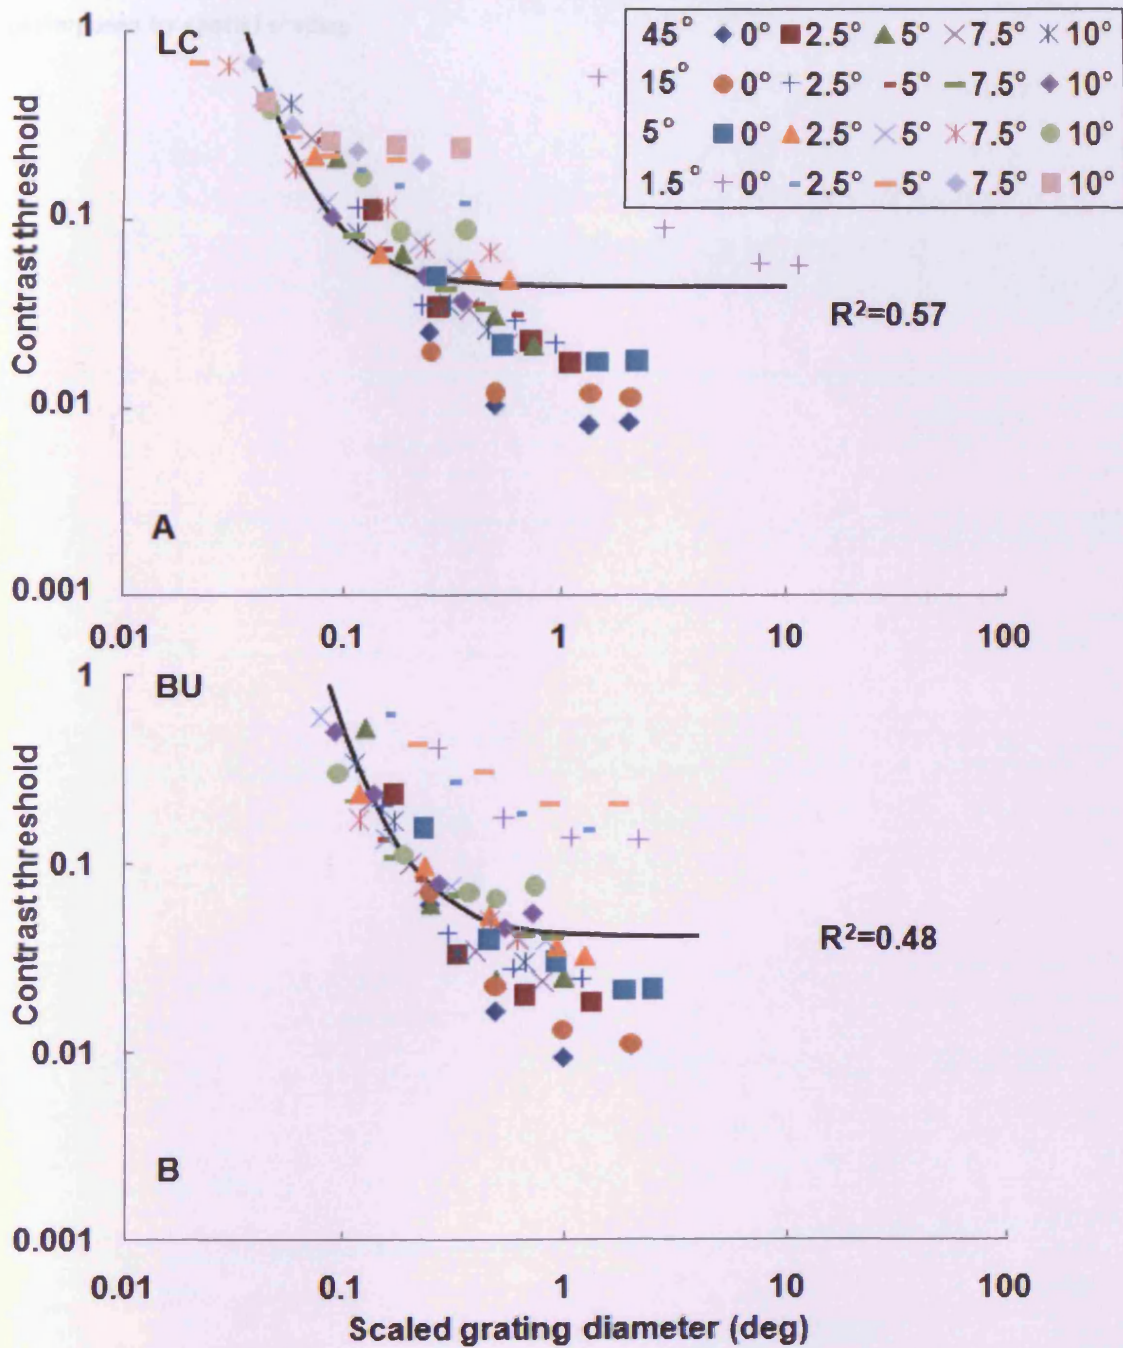 1
LC
45° 0° 2.5° 5° 7.5° 10°
15° 0° 2.5° 5° 7.5° 10°
5° 0° 2.5° 5° 7.5° 10°
1.5° 0° 2.5° 5° 7.5° 10°
Contrast threshold
0.1
R²=0.57
0.01
A
0.001
0.01 0.1 1 10 100
1
BU
Contrast threshold
0.1
R²=0.48
0.01
B
0.001
0.01 0.1 1 10 100
Scaled grating diameter (deg)